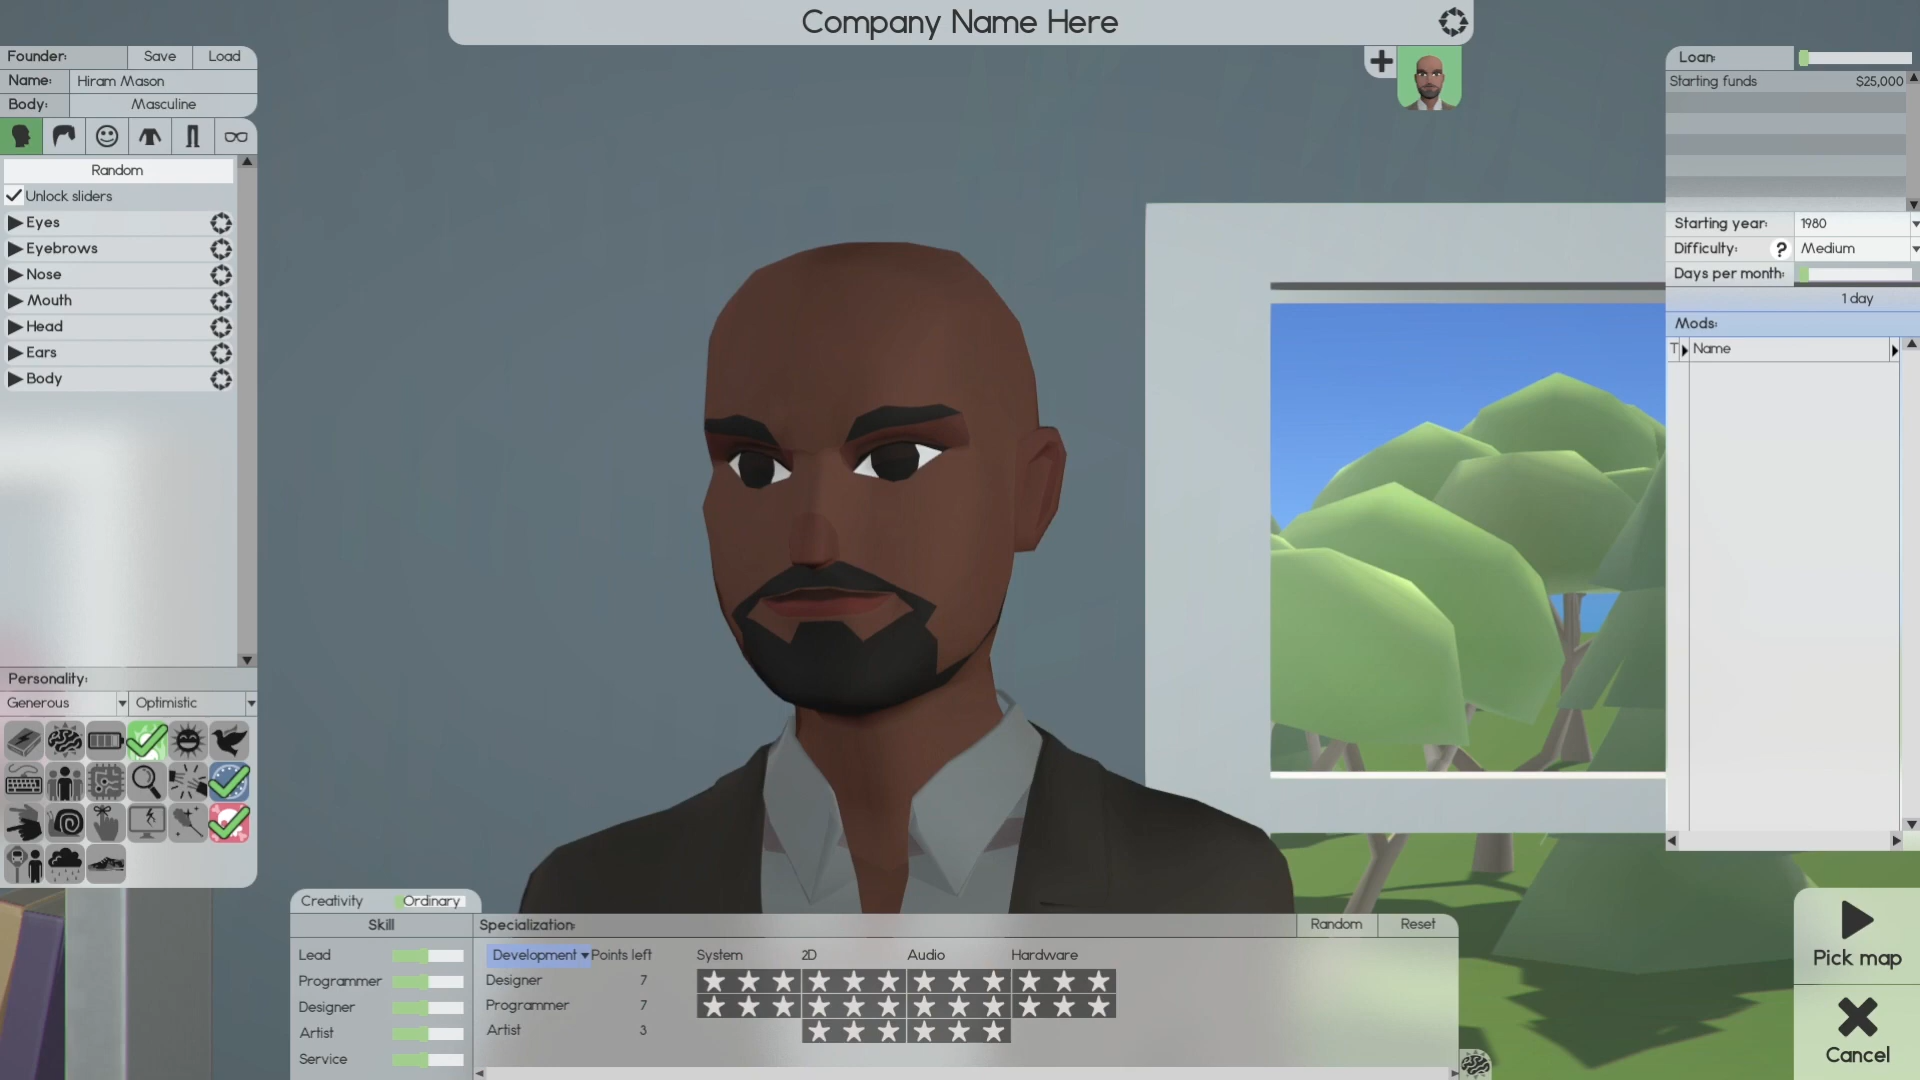 Company Name Here
Founder:
Save
Load
Name:
Hiram Mason
Body:
Masculine
Random
Unlock sliders
Eyes
Eyebrows
Nose
Mouth
Head
Ears
Body
Personality:
Generous
Optimistic
Loan:
Starting funds
$25,000
Starting year:
1980
Difficulty:
?
Medium
Days per month:
1 day
Mods:
T
Name
Creativity
Ordinary
Skill
Lead
Programmer
Designer
Artist
Service
Specialization:
Random
Reset
Development
Points left
System
2D
Audio
Hardware
Designer
7
Programmer
7
Artist
3
Pick map
Cancel